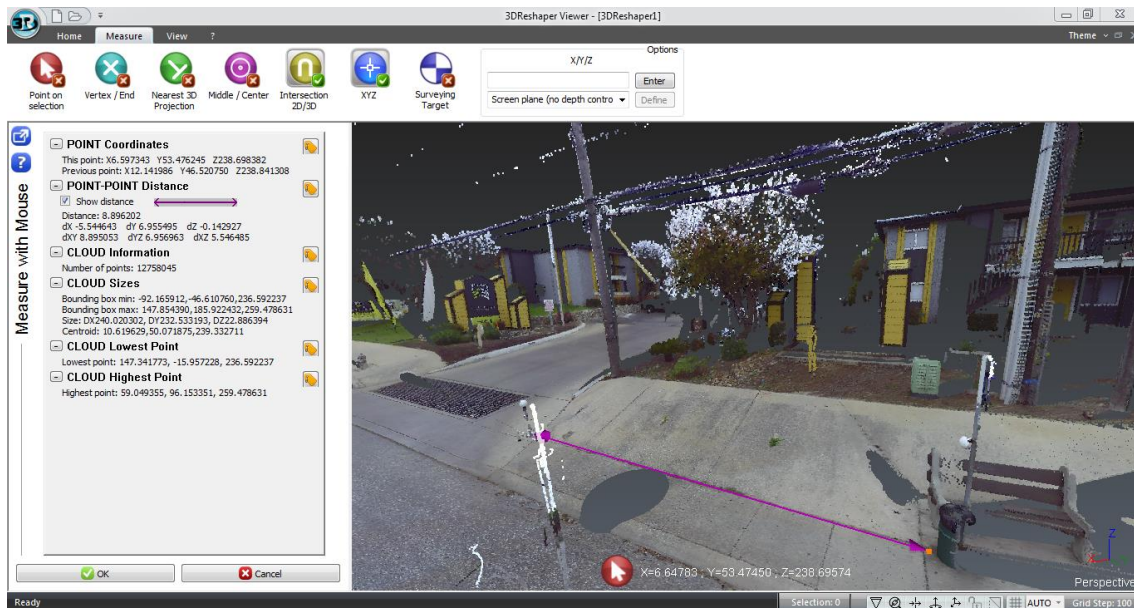 3DReshaper Viewer - [3DReshaper1]
3R
Home Measure View ? Theme
Point on selection
Vertex / End
Nearest 3D Projection
Middle / Center
Intersection 2D/3D
XYZ
Surveying Target
Options
X/Y/Z
Enter
Screen plane (no depth contro
Define
Measure with Mouse
POINT Coordinates
This point: X6.597343 Y53.476245 Z238.698382
Previous point: X12.141986 Y46.520750 Z238.841308
POINT-POINT Distance
Show distance
Distance: 8.896202
dX -5.544643 dY 6.955495 dZ -0.142927
dXY 8.895053 dYZ 6.956963 dXZ 5.546485
CLOUD Information
Number of points: 12758045
CLOUD Sizes
Bounding box min: -92.165912,-46.610760,236.592237
Bounding box max: 147.854390,185.922432,259.478631
Size: DX240.020302, DY232.533193, DZ22.886394
Centroid: 10.619629,50.071875,239.332711
CLOUD Lowest Point
Lowest point: 147.341773, -15.957228, 236.592237
CLOUD Highest Point
Highest point: 59.049355, 96.153351, 259.478631
OK
Cancel
X=6.64783 ; Y=53.47450 ; Z=238.69574
Z
Perspective
Ready
Selection: 0
AUTO
Grid Step: 100